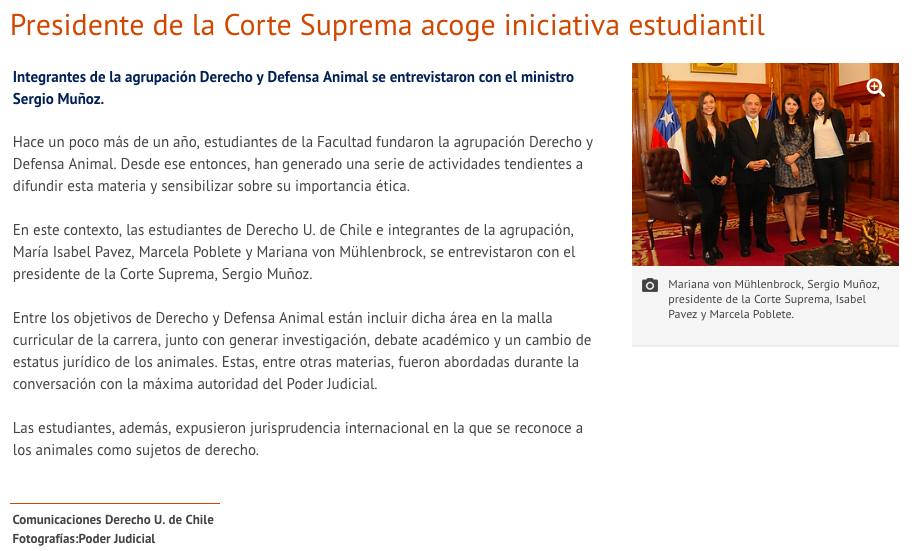 Presidente de la Corte Suprema acoge iniciativa estudiantil
Integrantes de la agrupación Derecho y Defensa Animal se entrevistaron con el ministro
Sergio Muñoz.
Hace un poco más de un año, estudiantes de la Facultad fundaron la agrupación Derecho y
Defensa Animal. Desde ese entonces, han generado una serie de actividades tendientes a
difundir esta materia y sensibilizar sobre su importancia ética.
En este contexto, las estudiantes de Derecho U. de Chile e integrantes de la agrupación,
María Isabel Pavez, Marcela Poblete y Mariana von Mühlenbrock, se entrevistaron con el
presidente de la Corte Suprema, Sergio Muñoz.
Entre los objetivos de Derecho y Defensa Animal están incluir dicha área en la malla
curricular de la carrera, junto con generar investigación, debate académico y un cambio de
estatus jurídico de los animales. Estas, entre otras materias, fueron abordadas durante la
conversación con la máxima autoridad del Poder Judicial.
Las estudiantes, además, expusieron jurisprudencia internacional en la que se reconoce a
los animales como sujetos de derecho.
Comunicaciones Derecho U. de Chile
Fotografías:Poder Judicial
Mariana von Mühlenbrock, Sergio Muñoz,
presidente de la Corte Suprema, Isabel
Pavez y Marcela Poblete.